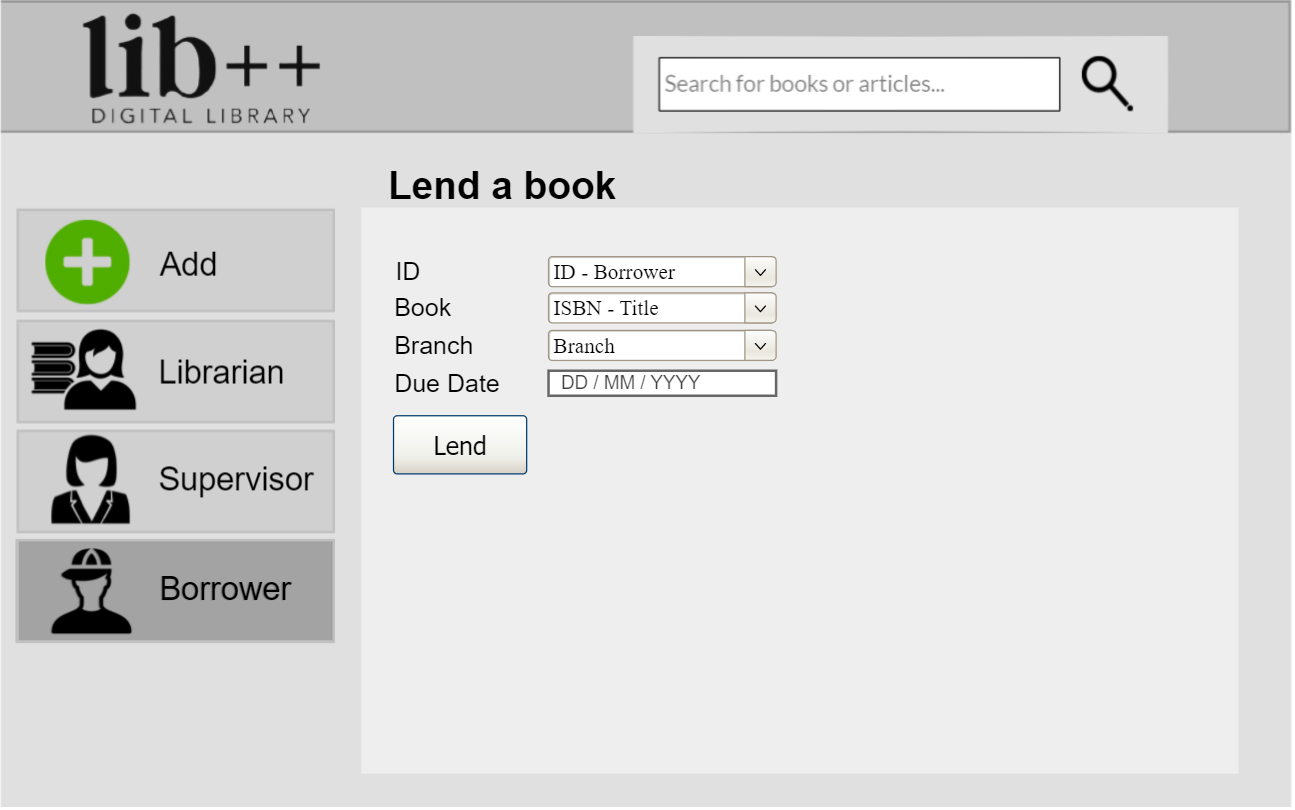 lib++
DIGITAL LIBRARY
Search for books or articles...
Lend a book
Add
Librarian
Supervisor
Borrower
ID
ID - Borrower
Book
ISBN - Title
Branch
Branch
Due Date
DD / MM / YYYY
Lend